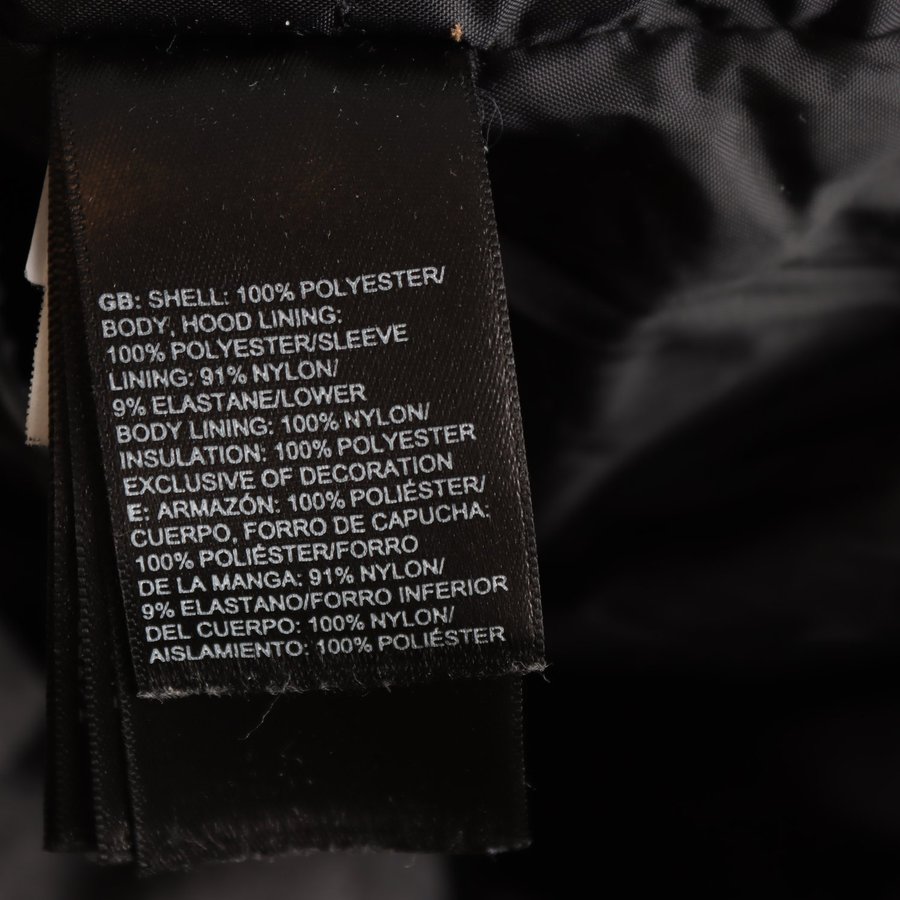 GB: SHELL: 100% POLYESTER/
BODY, HOOD LINING:
100% POLYESTER/SLEEVE
LINING: 91% NYLON/
9% ELASTANE/LOWER
BODY LINING: 100% NYLON/
INSULATION: 100% POLYESTER
EXCLUSIVE OF DECORATION
E: ARMAZÓN: 100% POLIÉSTER/
CUERPO, FORRO DE CAPUCHA:
100% POLIÉSTER/FORRO
DE LA MANGA: 91% NYLON/
9% ELASTANO/FORRO INFERIOR
DEL CUERPO: 100% NYLON/
AISLAMIENTO: 100% POLIÉSTER